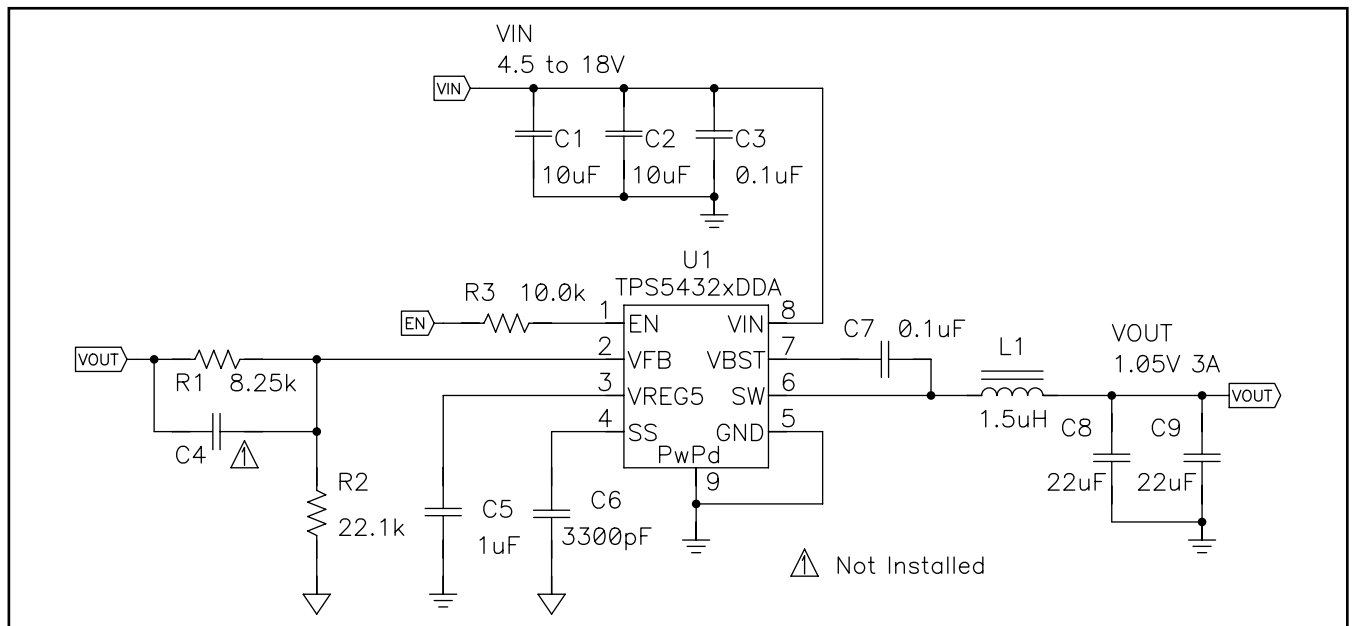 VIN
4.5 to 18V
VIN
C1
10uF
C2
10uF
C3
0.1uF
U1
TPS5432xDDA
R3 10.0k
EN
1
EN
VIN
8
C7 0.1uF
L1
1.5uH
VOUT
1.05V 3A
VOUT
VOUT
R1 8.25k
2
VFB
VBST
7
3
VREG5
SW
6
4
SS
GND
5
PwPd
9
C4
1
R2
22.1k
C5
1uF
C6
3300pF
C8
22uF
C9
22uF
1 Not Installed